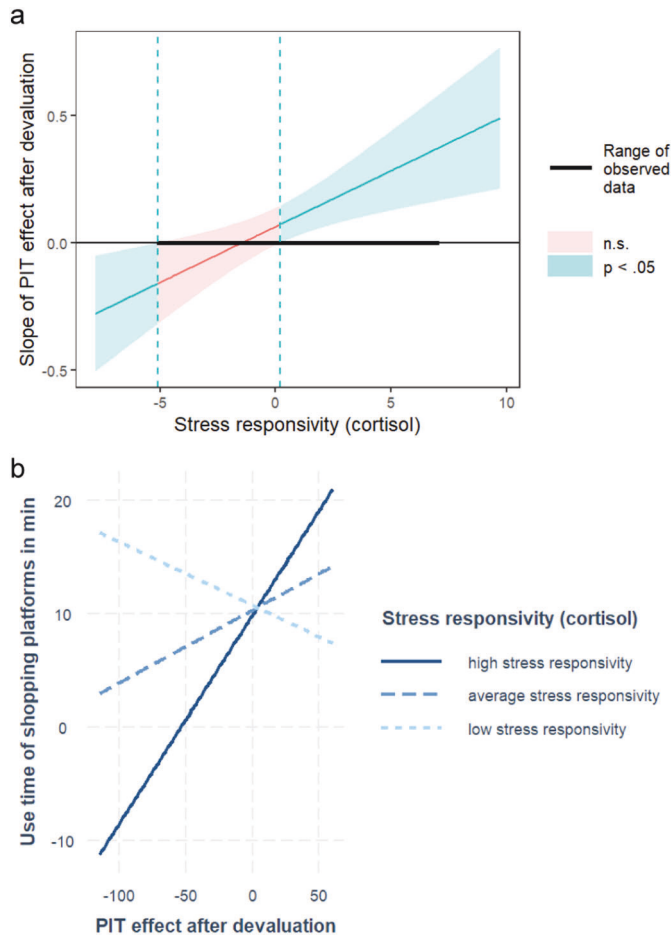 a
Slope of PIT effect after devaluation
0.5
0.0
-0.5
-5
0
5
10
Stress responsivity (cortisol)
Range of
observed
data
n.s.
p < .05
b
Use time of shopping platforms in min
20
10
0
-10
-100
-50
0
50
PIT effect after devaluation
Stress responsivity (cortisol)
high stress responsivity
average stress responsivity
low stress responsivity